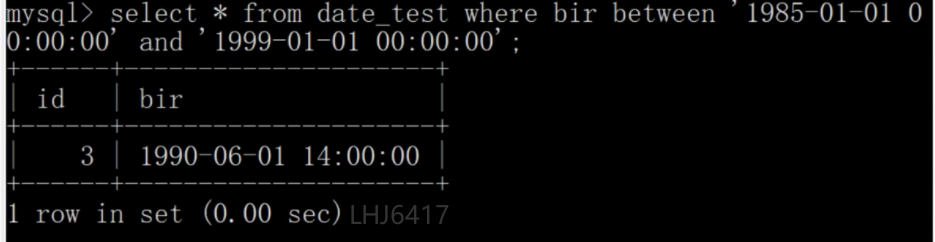 mysql> select * from date_test where bir between '1985-01-01 0
0:00:00' and '1999-01-01 00:00:00';
+------+---------------------+
| id   | bir                 |
+------+---------------------+
|    3 | 1990-06-01 14:00:00 |
+------+---------------------+
1 row in set (0.00 sec) LHJ6417